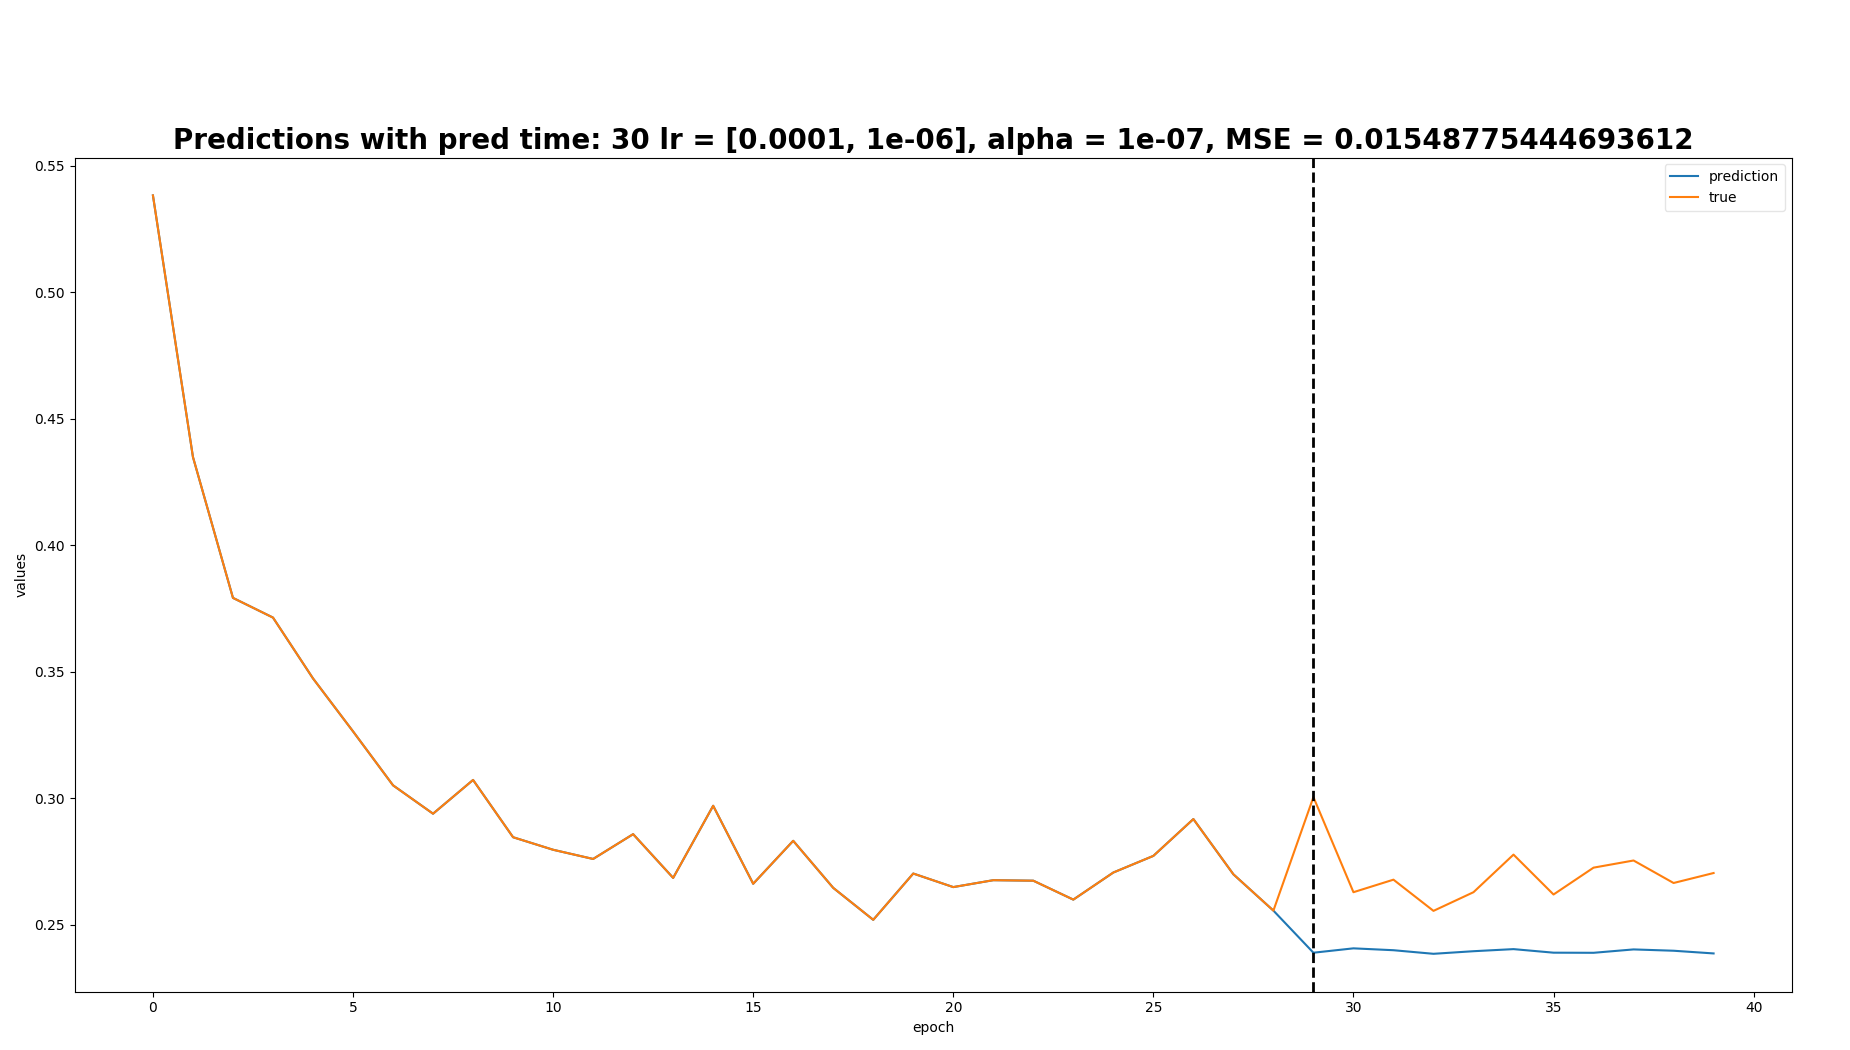 Predictions with pred time: 30 lr = [0.0001, 1e-06], alpha = 1e-07, MSE = 0.01548775444693612
prediction
true
values
0.55
0.50
0.45
0.40
0.35
0.30
0.25
0 5 10 15 20 25 30 35 40
epoch